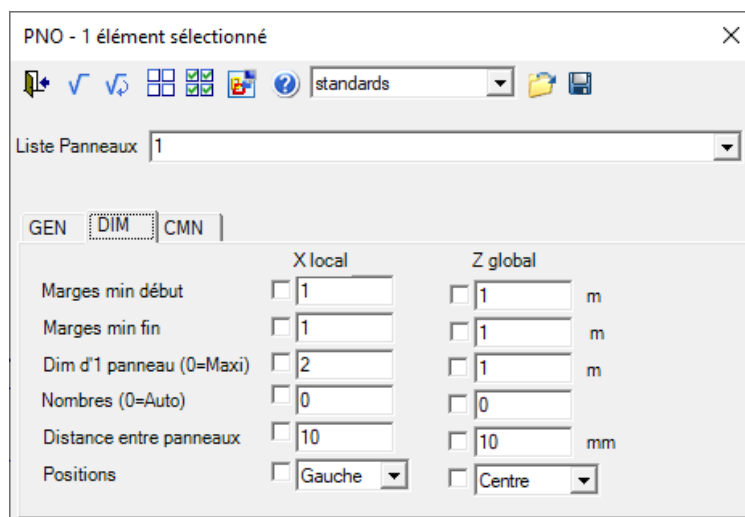 PNO - 1 élément sélectionné
standards
Liste Panneaux 1
GEN DIM CMN
X local Z global
Marges min début 1 1 m
Marges min fin 1 1 m
Dim d'1 panneau (0=Maxi) 2 1 m
Nombres (0=Auto) 0 0
Distance entre panneaux 10 10 mm
Positions Gauche Centre